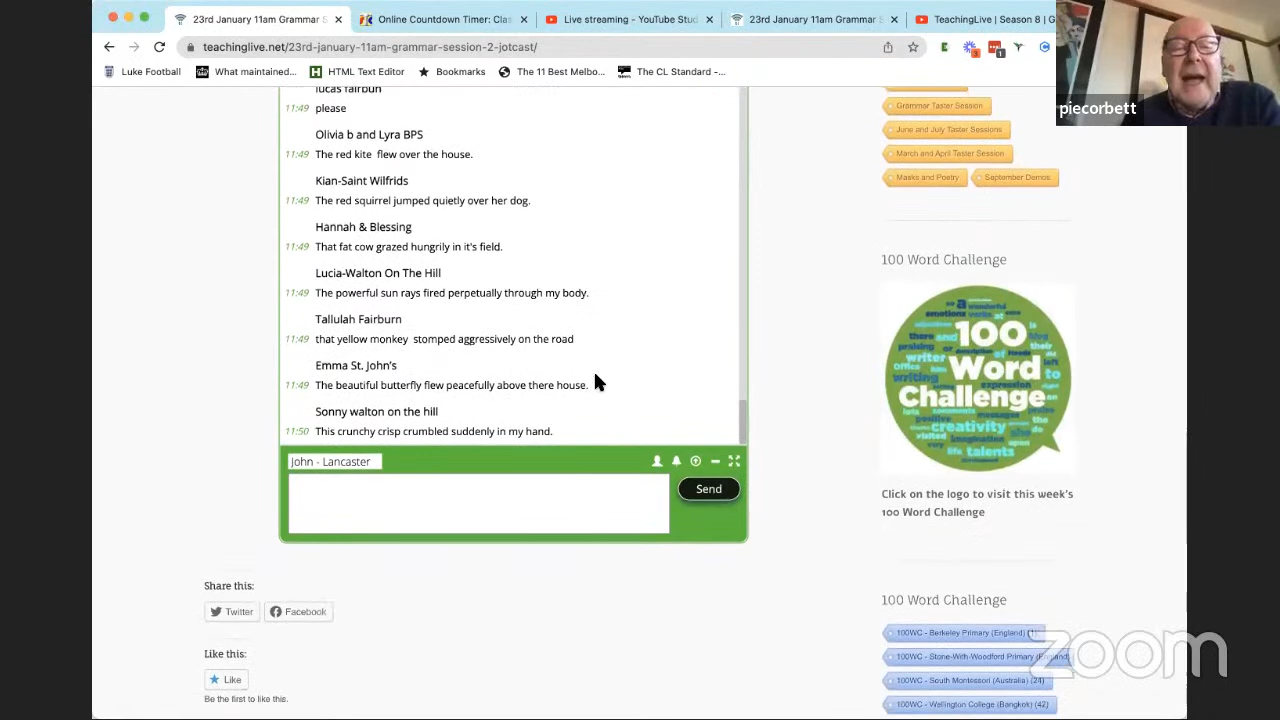 23rd January 11am Grammar S
Online Countdown Timer: Clas
Live streaming - YouTube Stud
23rd January 11am Grammar S
TeachingLive | Season 8 | G
teachinglive.net/23rd-january-11am-grammar-session-2-jotcast/
Luke Football
What maintained...
HTML Text Editor
Bookmarks
The 11 Best Melbo...
The CL Standard -...
piecorbett
lucas fairburn
11:49 please
Olivia b and Lyra BPS
11:49 The red kite flew over the house.
Kian-Saint Wilfrids
11:49 The red squirrel jumped quietly over her dog.
Hannah & Blessing
11:49 That fat cow grazed hungrily in it's field.
Lucia-Walton On The Hill
11:49 The powerful sun rays fired perpetually through my body.
Tallulah Fairburn
11:49 that yellow monkey stomped aggressively on the road
Emma St. John's
11:49 The beautiful butterfly flew peacefully above there house.
Sonny walton on the hill
11:50 This crunchy crisp crumbled suddenly in my hand.
John - Lancaster
Send
Share this:
Twitter
Facebook
Like this:
Like
Be the first to like this.
Grammar Taster Session
June and July Taster Sessions
March and April Taster Session
Masks and Poetry
September Demos
100 Word Challenge
100
Word
Challenge
Click on the logo to visit this week's
100 Word Challenge
100 Word Challenge
100WC - Berkeley Primary (England)
100WC - Stone-With-Woodford Primary (England)
100WC - South Montessori (Australia) (24)
100WC - Wellington College (Bangkok) (42)
zoom